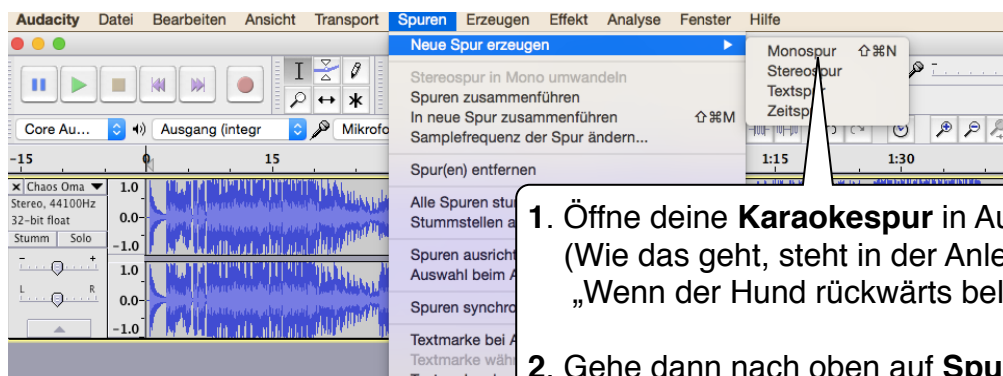 Audacity Datei Bearbeiten Ansicht Transport Spuren Erzeugen Effekt Analyse Fenster Hilfe
Neue Spur erzeugen
Monospur ⇧⌘N
Stereospur
Textspur
Zeitsp
Stereospur in Mono umwandeln
Spuren zusammenführen
In neue Spur zusammenführen ⇧⌘M
Samplefrequenz der Spur ändern...
Spur(en) entfernen
Alle Spuren stu
Stummstellen a
Spuren ausricht
Auswahl beim A
Spuren synchro
Textmarke bei A
Textmarke wäh
Core Au... Ausgang (integr Mikrofo
-15 0 15 1:15 1:30
Chaos Oma 1.0
Stereo, 44100Hz
32-bit float 0.0
Stumm Solo -1.0
- +
L R
1.0
0.0
-1.0
1. Öffne deine Karaokespur in Au
(Wie das geht, steht in der Anle
„Wenn der Hund rückwärts bel
2. Gehe dann nach oben auf Spu